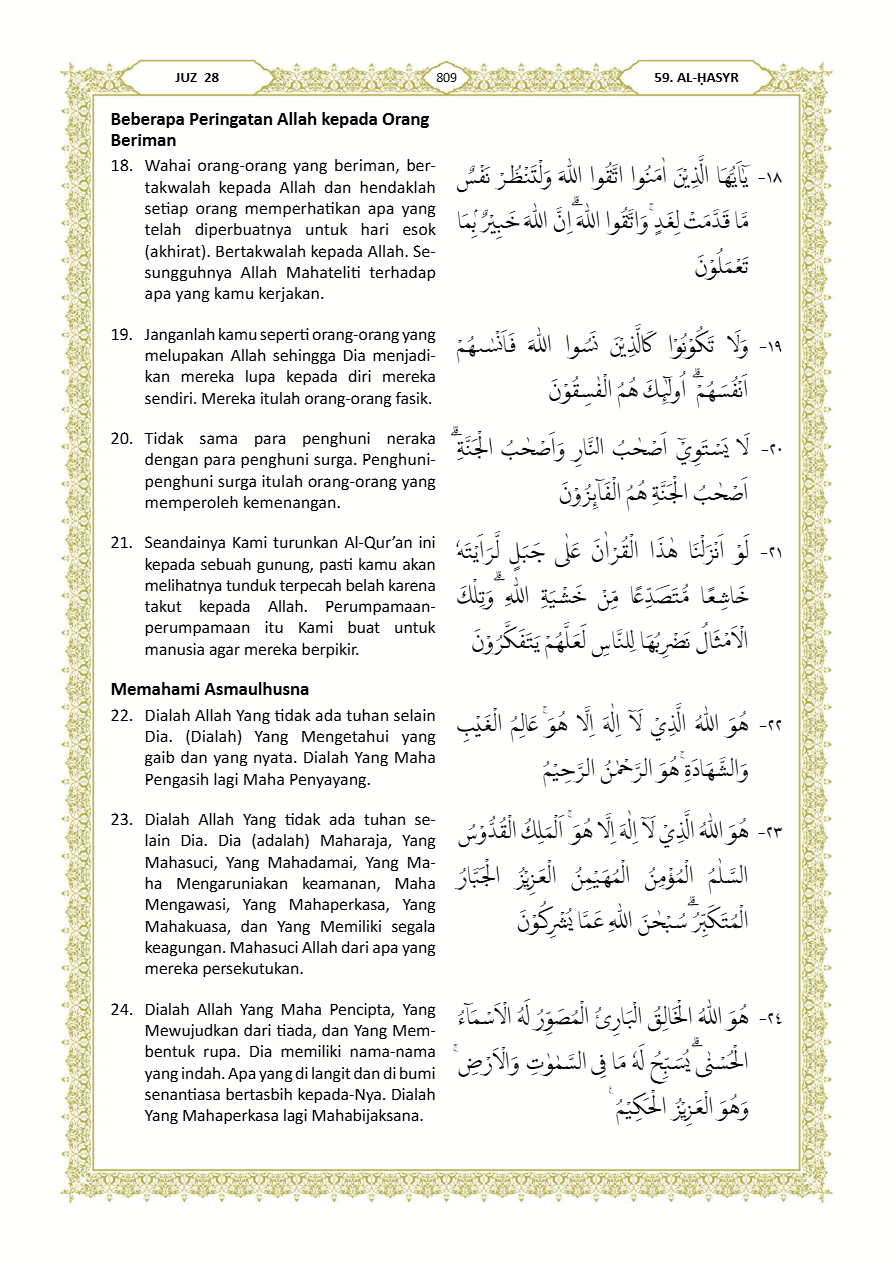 JUZ 28
809
59. AL-ḤASYR
Beberapa Peringatan Allah kepada Orang
Beriman
18. Wahai orang-orang yang beriman, ber-
takwalah kepada Allah dan hendaklah
setiap orang memperhatikan apa yang
telah diperbuatnya untuk hari esok
(akhirat). Bertakwalah kepada Allah. Se-
sungguhnya Allah Mahateliti terhadap
apa yang kamu kerjakan.
١٨- يٰٓاَيُّهَا الَّذِيْنَ اٰمَنُوا اتَّقُوا اللّٰهَ وَلْتَنْظُرْ نَفْسٌ
مَّا قَدَّمَتْ لِغَدٍۚ وَاتَّقُوا اللّٰهَ ۗاِنَّ اللّٰهَ خَبِيْرٌ ۢبِمَا
تَعْمَلُوْنَ
19. Janganlah kamu seperti orang-orang yang
melupakan Allah sehingga Dia menjadi-
kan mereka lupa kepada diri mereka
sendiri. Mereka itulah orang-orang fasik.
١٩- وَلَا تَكُوْنُوْا كَالَّذِيْنَ نَسُوا اللّٰهَ فَاَنْسٰىهُمْ
اَنْفُسَهُمْۗ اُولٰۤىِٕكَ هُمُ الْفٰسِقُوْنَ
20. Tidak sama para penghuni neraka
dengan para penghuni surga. Penghuni-
penghuni surga itulah orang-orang yang
memperoleh kemenangan.
٢٠- لَا يَسْتَوِيْٓ اَصْحٰبُ النَّارِ وَاَصْحٰبُ الْجَنَّةِۗ
اَصْحٰبُ الْجَنَّةِ هُمُ الْفَاۤىِٕزُوْنَ
21. Seandainya Kami turunkan Al-Qur’an ini
kepada sebuah gunung, pasti kamu akan
melihatnya tunduk terpecah belah karena
takut kepada Allah. Perumpamaan-
perumpamaan itu Kami buat untuk
manusia agar mereka berpikir.
٢١- لَوْ اَنْزَلْنَا هٰذَا الْقُرْاٰنَ عَلٰى جَبَلٍ لَّرَاَيْتَهٗ
خَاشِعًا مُّتَصَدِّعًا مِّنْ خَشْيَةِ اللّٰهِ ۗوَتِلْكَ
الْاَمْثَالُ نَضْرِبُهَا لِلنَّاسِ لَعَلَّهُمْ يَتَفَكَّرُوْنَ
Memahami Asmaulhusna
22. Dialah Allah Yang tidak ada tuhan selain
Dia. (Dialah) Yang Mengetahui yang
gaib dan yang nyata. Dialah Yang Maha
Pengasih lagi Maha Penyayang.
٢٢- هُوَ اللّٰهُ الَّذِيْ لَآ اِلٰهَ اِلَّا هُوَۚ عَالِمُ الْغَيْبِ
وَالشَّهَادَةِۚ هُوَ الرَّحْمٰنُ الرَّحِيْمُ
23. Dialah Allah Yang tidak ada tuhan se-
lain Dia. Dia (adalah) Maharaja, Yang
Mahasuci, Yang Mahadamai, Yang Ma-
ha Mengaruniakan keamanan, Maha
Mengawasi, Yang Mahaperkasa, Yang
Mahakuasa, dan Yang Memiliki segala
keagungan. Mahasuci Allah dari apa yang
mereka persekutukan.
٢٣- هُوَ اللّٰهُ الَّذِيْ لَآ اِلٰهَ اِلَّا هُوَ ۚ اَلْمَلِكُ الْقُدُّوْسُ
السَّلٰمُ الْمُؤْمِنُ الْمُهَيْمِنُ الْعَزِيْزُ الْجَبَّارُ
الْمُتَكَبِّرُۗ سُبْحٰنَ اللّٰهِ عَمَّا يُشْرِكُوْنَ
24. Dialah Allah Yang Maha Pencipta, Yang
Mewujudkan dari tiada, dan Yang Mem-
bentuk rupa. Dia memiliki nama-nama
yang indah. Apa yang di langit dan di bumi
senantiasa bertasbih kepada-Nya. Dialah
Yang Mahaperkasa lagi Mahabijaksana.
٢٤- هُوَ اللّٰهُ الْخَالِقُ الْبَارِئُ الْمُصَوِّرُ لَهُ الْاَسْمَاۤءُ
الْحُسْنٰىۗ يُسَبِّحُ لَهٗ مَا فِى السَّمٰوٰتِ وَالْاَرْضِۚ
وَهُوَ الْعَزِيْزُ الْحَكِيْمُ ࣖ